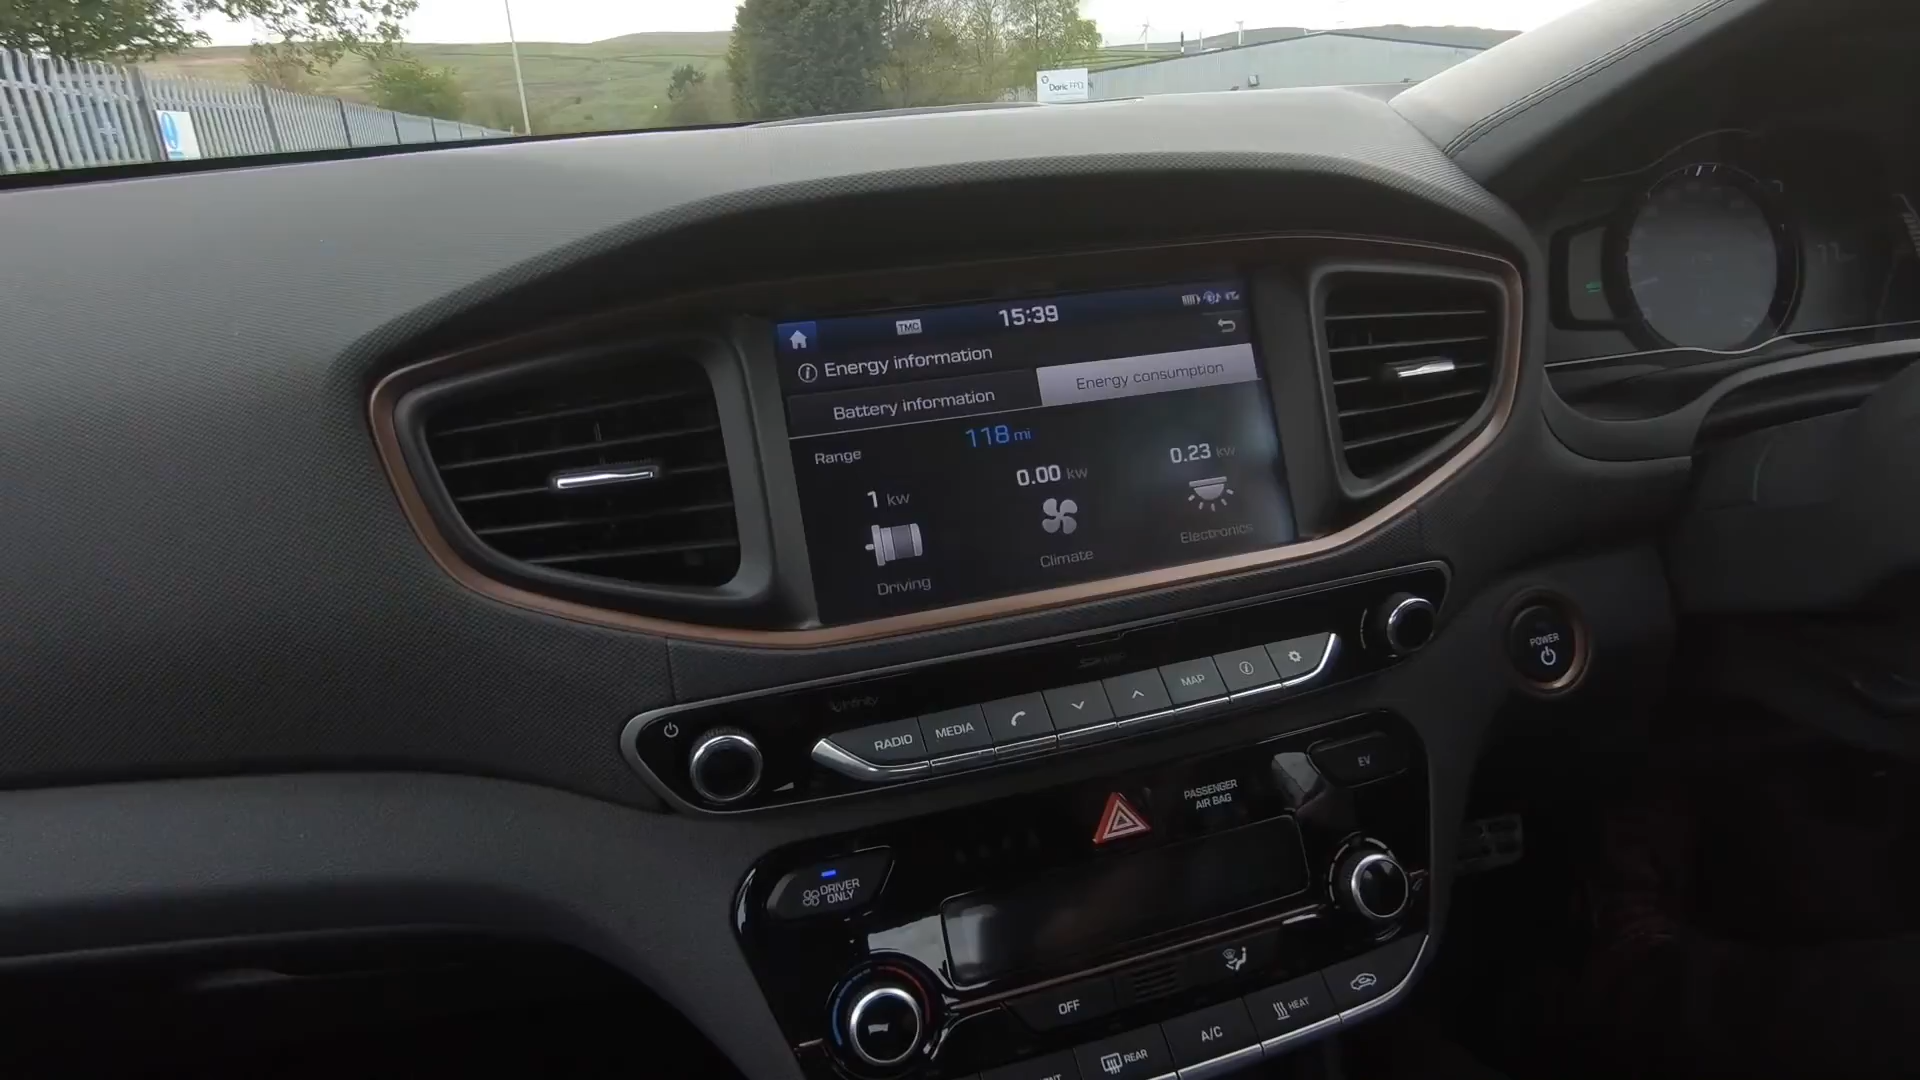 Doric FPD
TMC
15:39
Energy information
Battery information
Energy consumption
Range
118 mi
1 kW
0.00 kW
0.23 kW
Driving
Climate
Electronics
POWER
Infinity
RADIO
MEDIA
MAP
EV
PASSENGER
AIR BAG
DRIVER
ONLY
OFF
A/C
HEAT
REAR